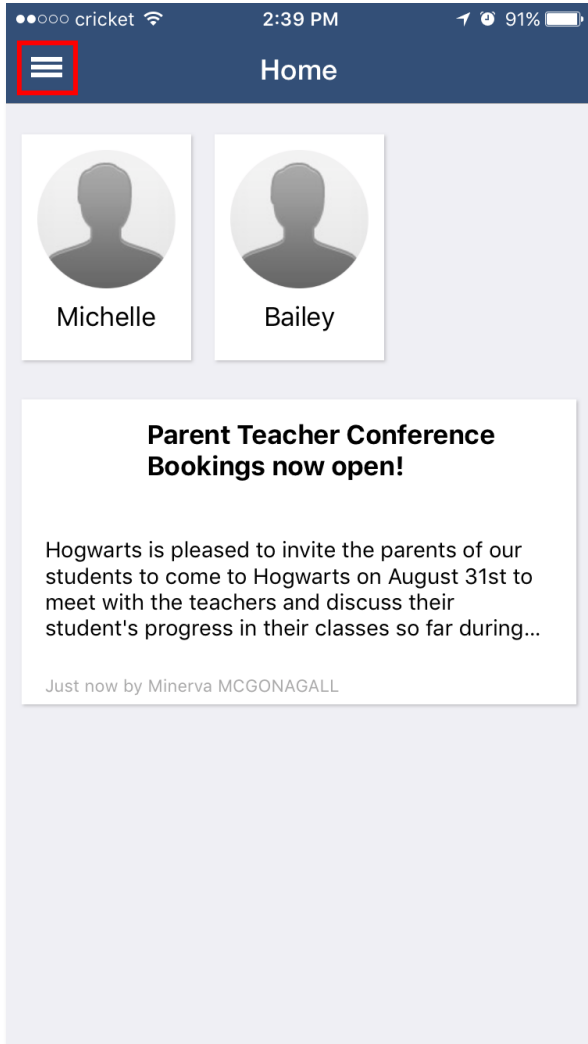 cricket 2:39 PM 91%
Home
Michelle Bailey
Parent Teacher Conference
Bookings now open!
Hogwarts is pleased to invite the parents of our
students to come to Hogwarts on August 31st to
meet with the teachers and discuss their
student's progress in their classes so far during...
Just now by Minerva MCGONAGALL